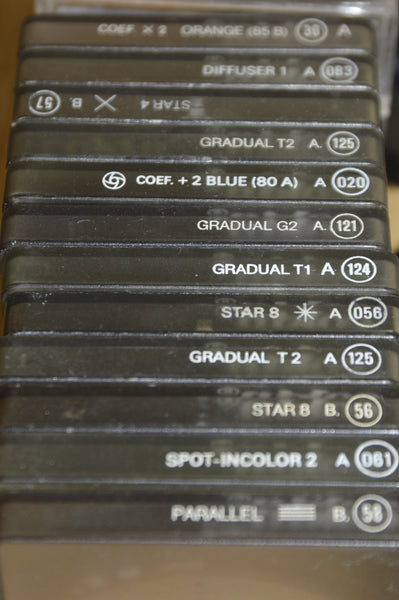 COEF. X 2 ORANGE (85 B) 30 A
DIFFUSER 1 A 083
STAR 4 B. 57
GRADUAL T2 A. 125
COEF. + 2 BLUE (80 A) A 020
GRADUAL G2 A. 121
GRADUAL T1 A 124
STAR 8 A 056
GRADUAL T2 A 125
STAR 8 B. 56
SPOT-INCOLOR 2 A 061
PARALLEL B. 58